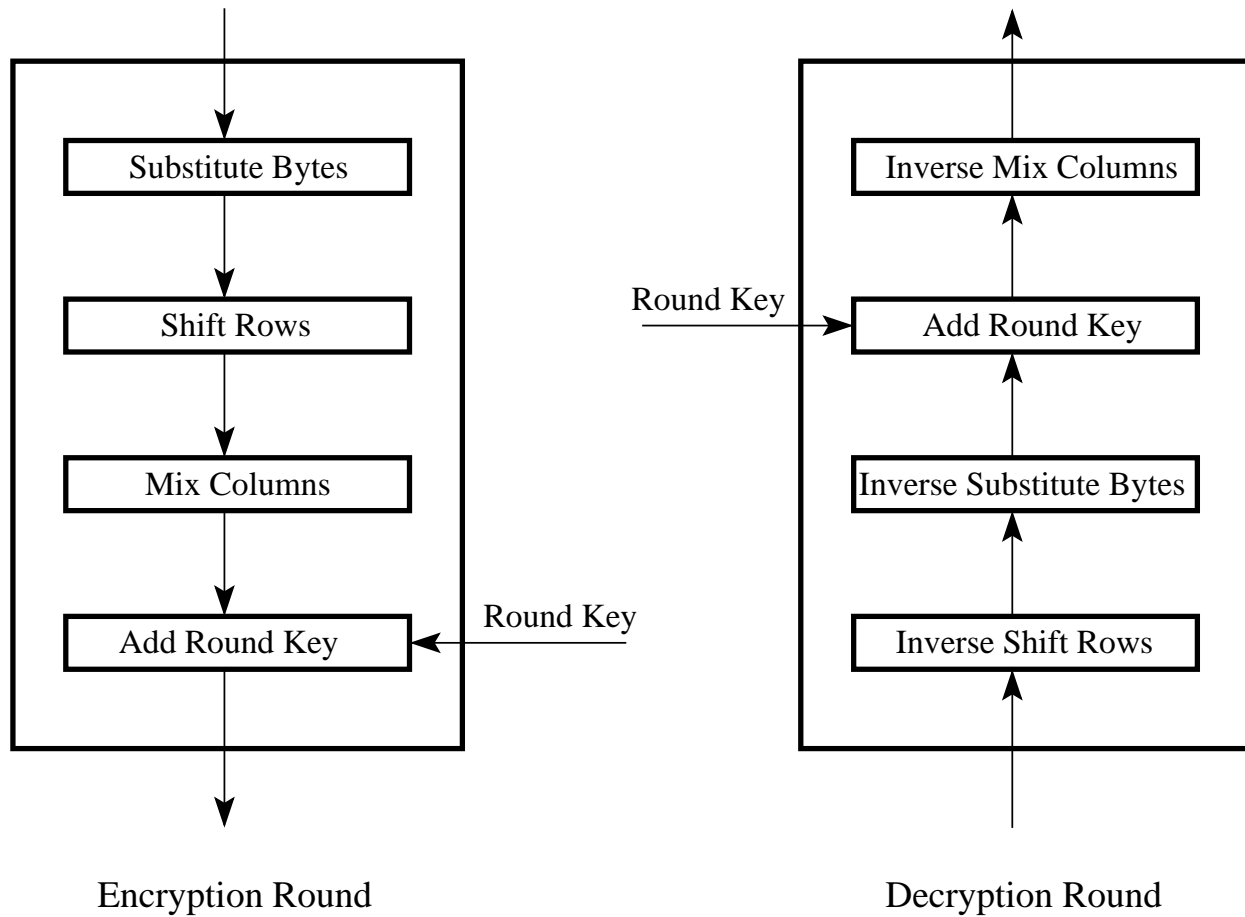 Substitute Bytes
Shift Rows
Mix Columns
Add Round Key
Round Key
Encryption Round
Inverse Mix Columns
Round Key
Add Round Key
Inverse Substitute Bytes
Inverse Shift Rows
Decryption Round